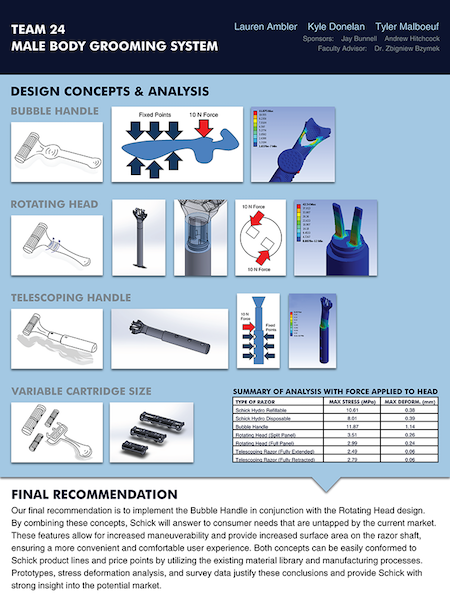 TEAM 24
MALE BODY GROOMING SYSTEM
Lauren Ambler Kyle Donelan Tyler Malboeuf
Sponsors: Jay Bunnell Andrew Hitchcock
Faculty Advisor: Dr. Zbigniew Bzymek
DESIGN CONCEPTS & ANALYSIS
BUBBLE HANDLE
Fixed Points 10 N Force
ROTATING HEAD
10 N Force
10 N Force
TELESCOPING HANDLE
10 N
Force
Fixed
Points
VARIABLE CARTRIDGE SIZE
SUMMARY OF ANALYSIS WITH FORCE APPLIED TO HEAD
TYPE OF RAZOR MAX STRESS (MPa) MAX DEFORM. (mm)
Schick Hydro Refillable 10.61 0.38
Schick Hydro Disposable 8.01 0.39
Bubble Handle 11.87 1.14
Rotating Head (Split Panel) 3.51 0.26
Rotating Head (Full Panel) 2.99 0.24
Telescoping Razor (Fully Extended) 2.49 0.06
Telescoping Razor (Fully Retracted) 2.79 0.06
FINAL RECOMMENDATION
Our final recommendation is to implement the Bubble Handle in conjunction with the Rotating Head design.
By combining these concepts, Schick will answer to consumer needs that are untapped by the current market.
These features allow for increased maneuverability and provide increased surface area on the razor shaft,
ensuring a more convenient and comfortable user experience. Both concepts can be easily conformed to
Schick product lines and price points by utilizing the existing material library and manufacturing processes.
Prototypes, stress deformation analysis, and survey data justify these conclusions and provide Schick with
strong insight into the potential market.